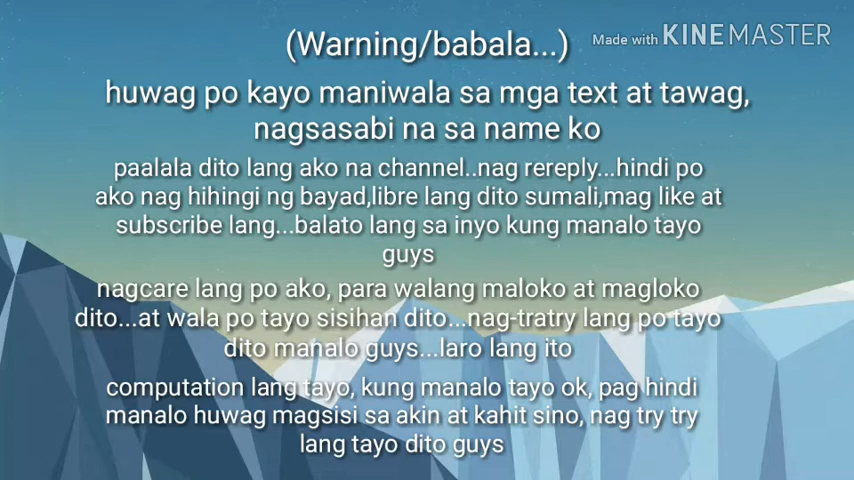 (Warning/babala...)
Made with KINEMASTER
huwag po kayo maniwala sa mga text at tawag,
nagsasabi na sa name ko
paalala dito lang ako na channel..nag rereply...hindi po
ako nag hihingi ng bayad,libre lang dito sumali,mag like at
subscribe lang...balato lang sa inyo kung manalo tayo
guys
nagcare lang po ako, para walang maloko at magloko
dito...at wala po tayo sisihan dito...nag-tratry lang po tayo
dito manalo guys...laro lang ito
computation lang tayo, kung manalo tayo ok, pag hindi
manalo huwag magsisi sa akin at kahit sino, nag try try
lang tayo dito guys